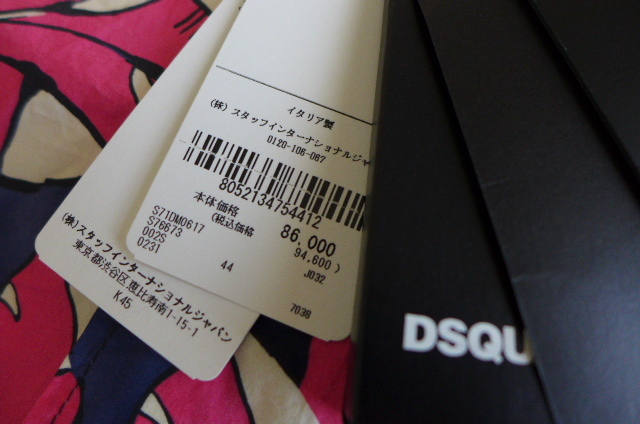 イタリア製
(株) スタッフインターナショナルジャ
0120-106-067
8052134754412
本体価格 86,000
(税込価格 94,600)
S71DM0617
S76673
002S
0231
44
J032
7038
(株)スタッフインターナショナルジャパン
東京都渋谷区恵比寿南1-15-1
K45
DSQU